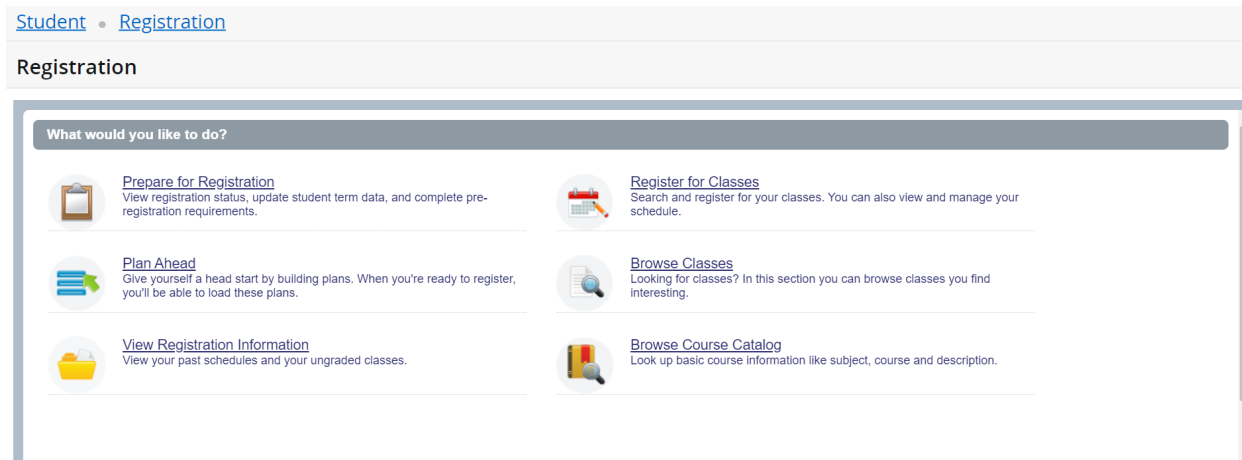 Student • Registration
Registration
What would you like to do?
Prepare for Registration
View registration status, update student term data, and complete pre-
registration requirements.
Register for Classes
Search and register for your classes. You can also view and manage your
schedule.
Plan Ahead
Give yourself a head start by building plans. When you're ready to register,
you'll be able to load these plans.
Browse Classes
Looking for classes? In this section you can browse classes you find
interesting.
View Registration Information
View your past schedules and your ungraded classes.
Browse Course Catalog
Look up basic course information like subject, course and description.